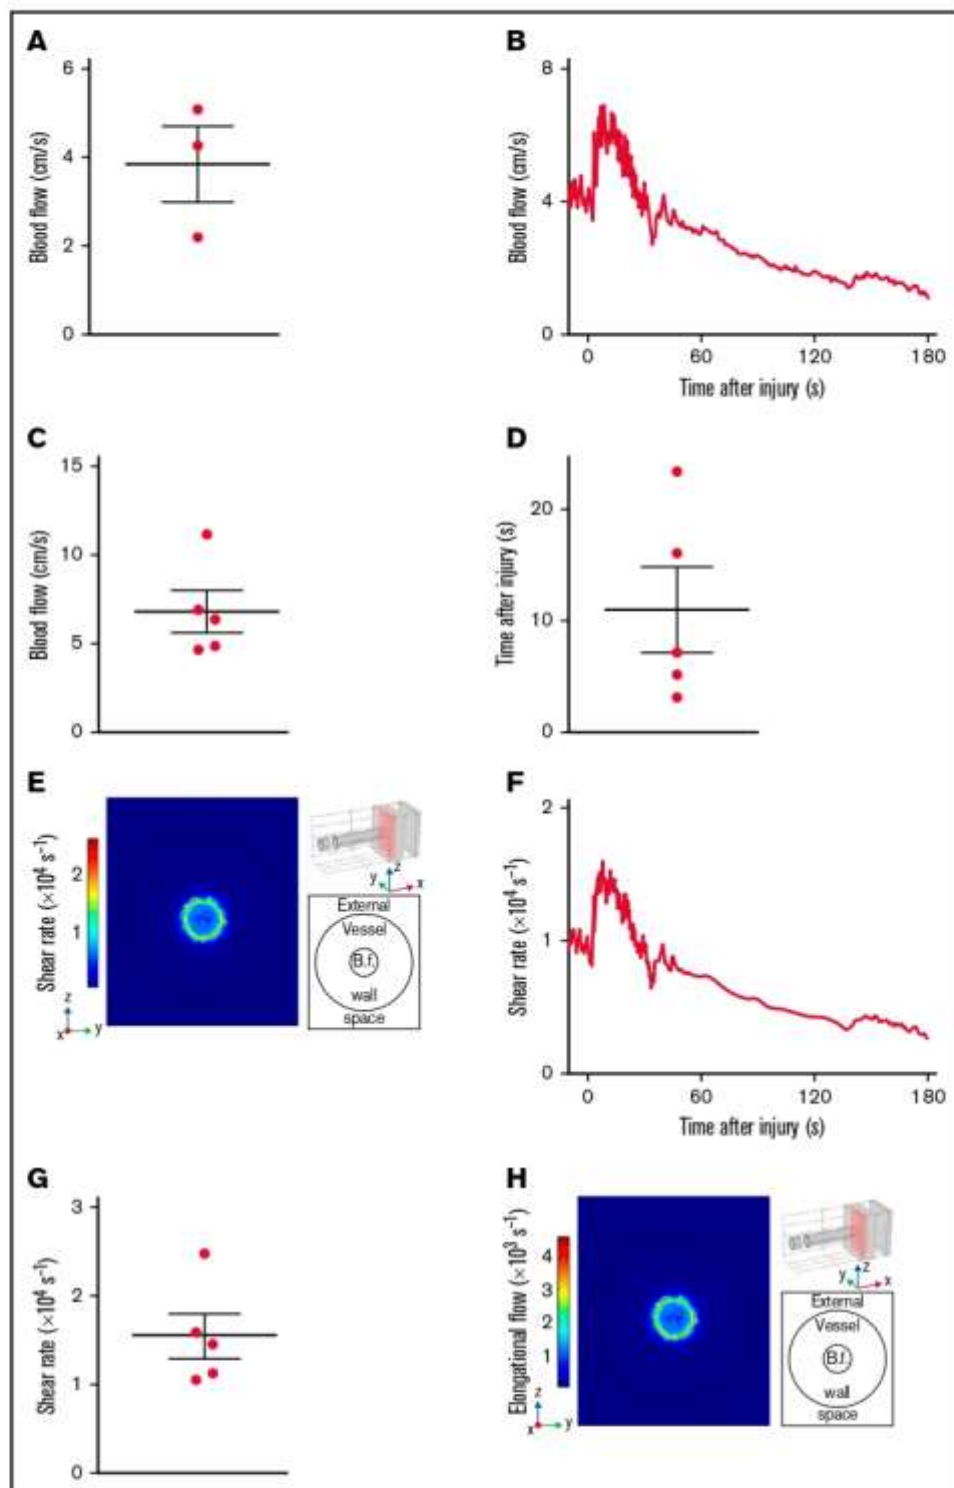 A
Blood flow (cm/s)
6
4
2
0
B
Blood flow (cm/s)
8
4
0
0 60 120 180
Time after injury (s)
C
Blood flow (cm/s)
15
10
5
0
D
Time after injury (s)
20
10
0
E
Shear rate (×10⁴ s⁻¹)
2
1
z
x y
z
y x
External
Vessel
B.f.
wall
space
F
Shear rate (×10⁴ s⁻¹)
2
1
0
0 60 120 180
Time after injury (s)
G
Shear rate (×10⁴ s⁻¹)
3
2
1
0
H
Elongational flow (×10³ s⁻¹)
4
3
2
1
z
x y
z
y x
External
Vessel
B.f.
wall
space